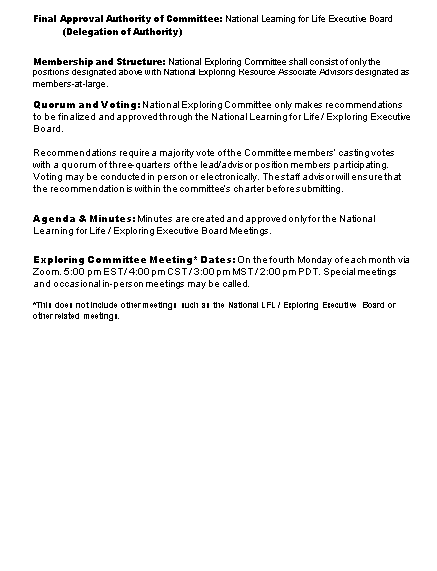 Final Approval Authority of Committee: National Learning for Life Executive Board
(Delegation of Authority)
Membership and Structure: National Exploring Committee shall consist of only the
positions designated above with National Exploring Resource Associate Advisors designated as
members-at-large.
Quorum and Voting: National Exploring Committee only makes recommendations
to be finalized and approved through the National Learning for Life / Exploring Executive
Board.
Recommendations require a majority vote of the Committee members' casting votes
with a quorum of three-quarters of the lead/advisor position members participating.
Voting may be conducted in person or electronically. The staff advisor will ensure that
the recommendation is within the committee's charter before submitting.
Agenda & Minutes: Minutes are created and approved only for the National
Learning for Life / Exploring Executive Board Meetings.
Exploring Committee Meeting* Dates: On the fourth Monday of each month via
Zoom. 5:00 pm EST / 4:00 pm CST / 3:00 pm MST / 2:00 pm PDT. Special meetings
and occasional in-person meetings may be called.
*This does not include other meetings such as the National LFL / Exploring Executive Board or
other related meetings.